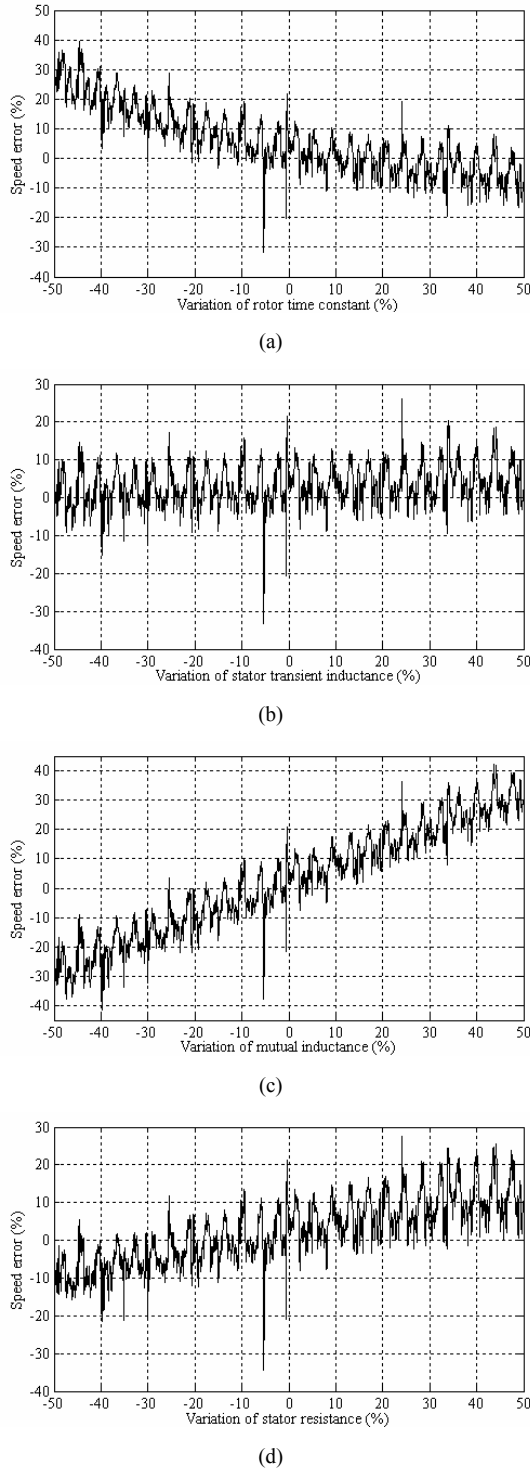 50
40
30
20
10
0
-10
-20
-30
-40
Speed error (%)
-50 -40 -30 -20 -10 0 10 20 30 40 50
Variation of rotor time constant (%)
(a)
30
20
10
0
-10
-20
-30
-40
Speed error (%)
-50 -40 -30 -20 -10 0 10 20 30 40 50
Variation of stator transient inductance (%)
(b)
40
30
20
10
0
-10
-20
-30
-40
Speed error (%)
-50 -40 -30 -20 -10 0 10 20 30 40 50
Variation of mutual inductance (%)
(c)
30
20
10
0
-10
-20
-30
-40
Speed error (%)
-50 -40 -30 -20 -10 0 10 20 30 40 50
Variation of stator resistance (%)
(d)